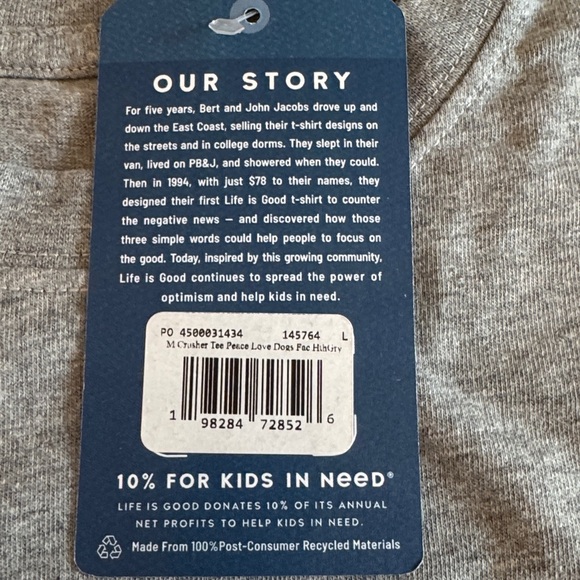 OUR STORY
For five years, Bert and John Jacobs drove up and
down the East Coast, selling their t-shirt designs on
the streets and in college dorms. They slept in their
van, lived on PB&J, and showered when they could.
Then in 1994, with just $78 to their names, they
designed their first Life is Good t-shirt to counter
the negative news — and discovered how those
three simple words could help people to focus on
the good. Today, inspired by this growing community,
Life is Good continues to spread the power of
optimism and help kids in need.
PO 4500031434 145764 L
M Crusher Tee Peace Love Dogs Fac HthGry
1 98284 72852 6
10% FOR KIDS IN NeeD®
LIFE IS GOOD DONATES 10% OF ITS ANNUAL
NET PROFITS TO HELP KIDS IN NEED.
Made From 100%Post-Consumer Recycled Materials